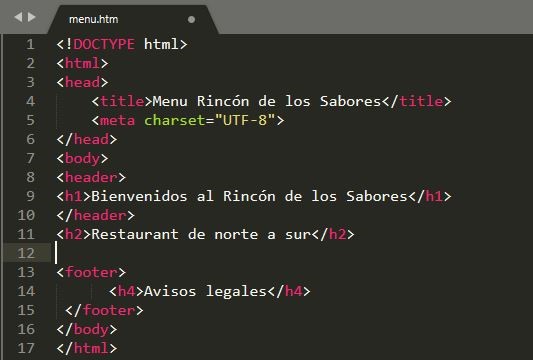 menu.htm
1 <!DOCTYPE html>
2 <html>
3 <head>
4 <title>Menu Rincón de los Sabores</title>
5 <meta charset="UTF-8">
6 </head>
7 <body>
8 <header>
9 <h1>Bienvenidos al Rincón de los Sabores</h1>
10 </header>
11 <h2>Restaurant de norte a sur</h2>
12
13 <footer>
14 <h4>Avisos legales</h4>
15 </footer>
16 </body>
17 </html>